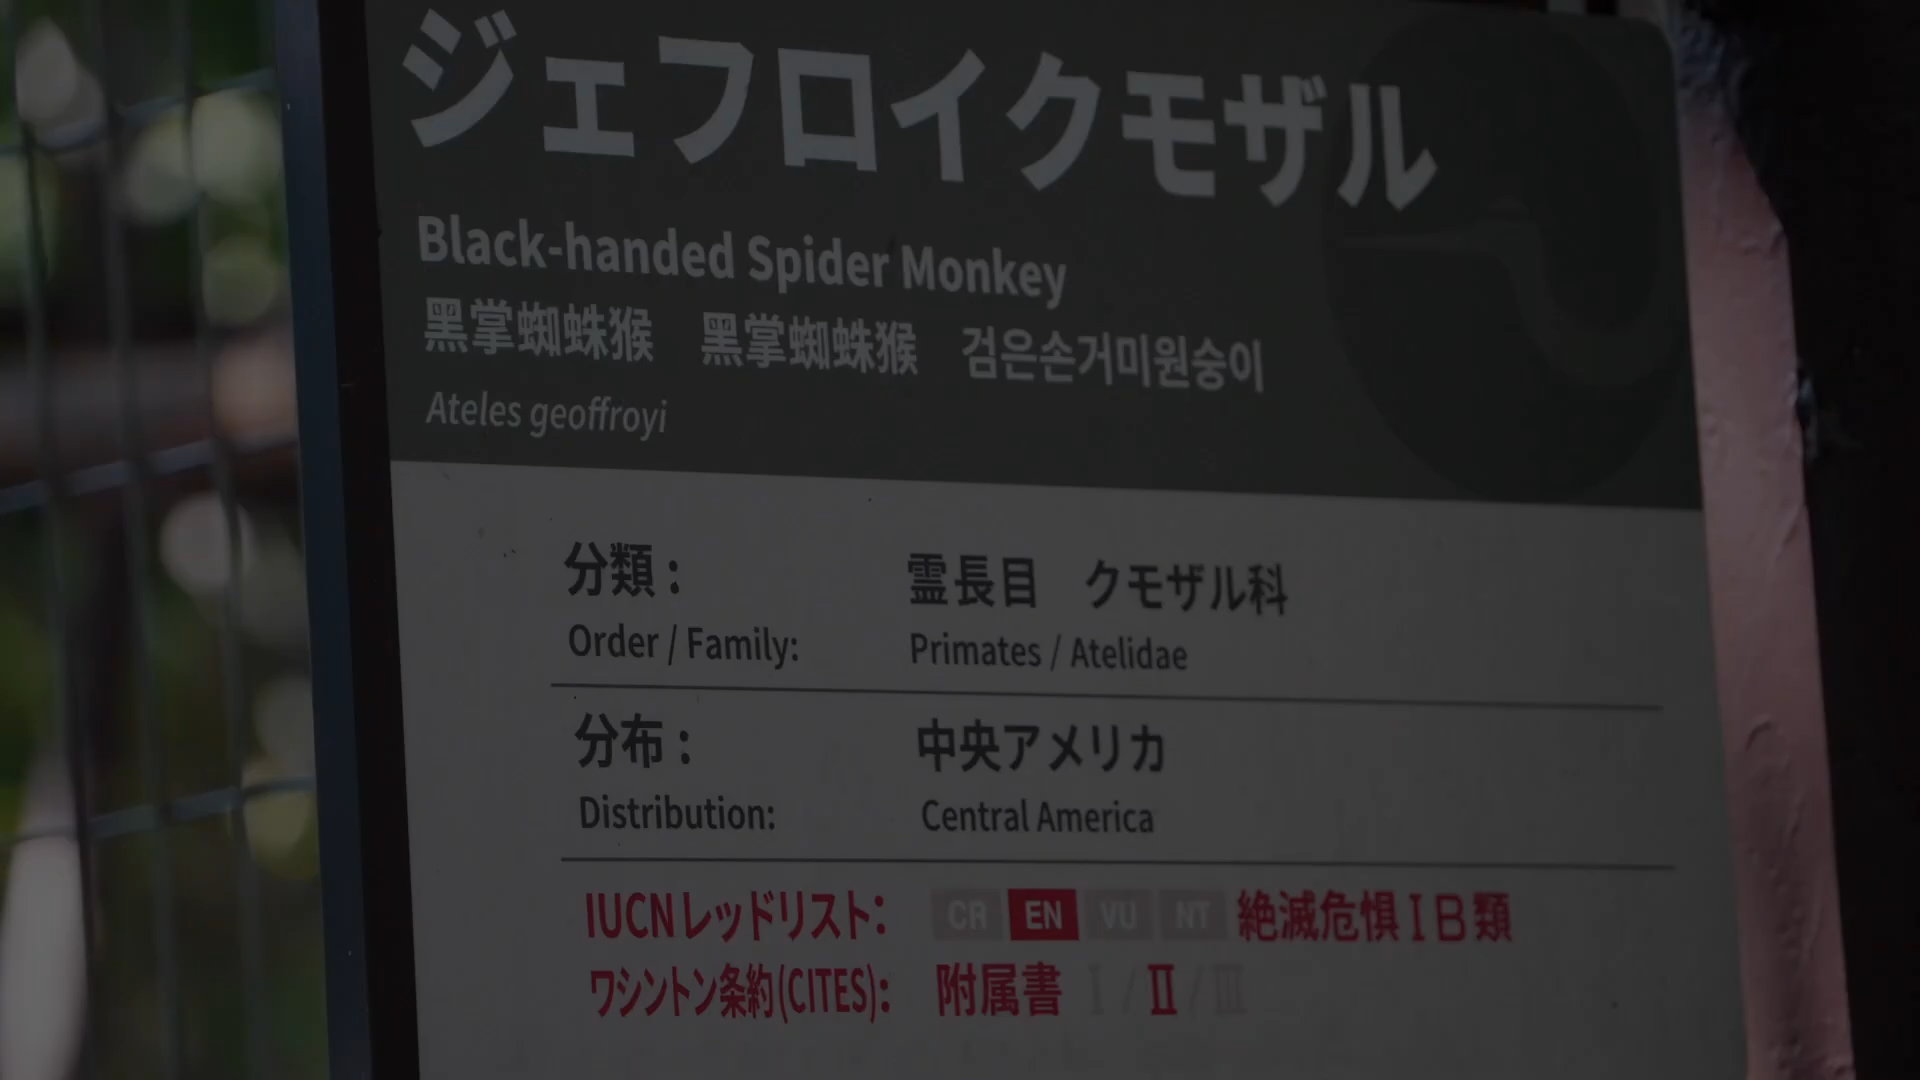 ジェフロイクモザル
Black-handed Spider Monkey
黑掌蜘蛛猴　黑掌蜘蛛猴　검은손거미원숭이
Ateles geoffroyi
分類：　霊長目　クモザル科
Order / Family:　Primates / Atelidae
分布：　中央アメリカ
Distribution:　Central America
IUCNレッドリスト：　CR EN VU NT 絶滅危惧ⅠB類
ワシントン条約(CITES)：　附属書 Ⅰ / Ⅱ / Ⅲ